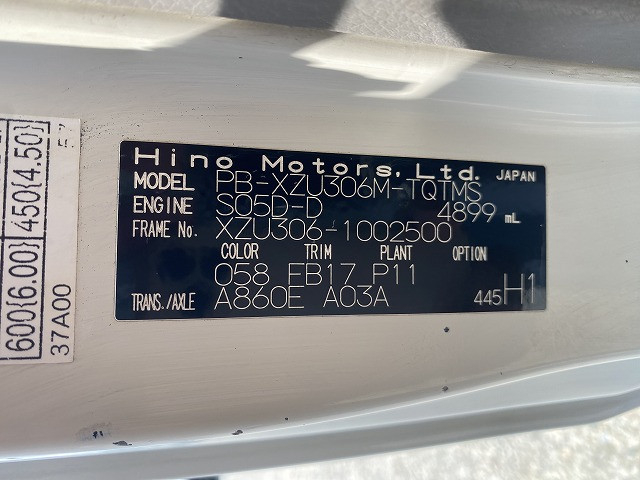 Hino Motors, Ltd. JAPAN
MODEL PB-XZU306M-TQTMS
ENGINE S05D-D 4899 mL
FRAME No. XZU306-1002500
COLOR TRIM PLANT OPTION
058 FB17 P11
TRANS./AXLE A860E A03A 445 H1
600{6.00} 450{4.50}
37A00